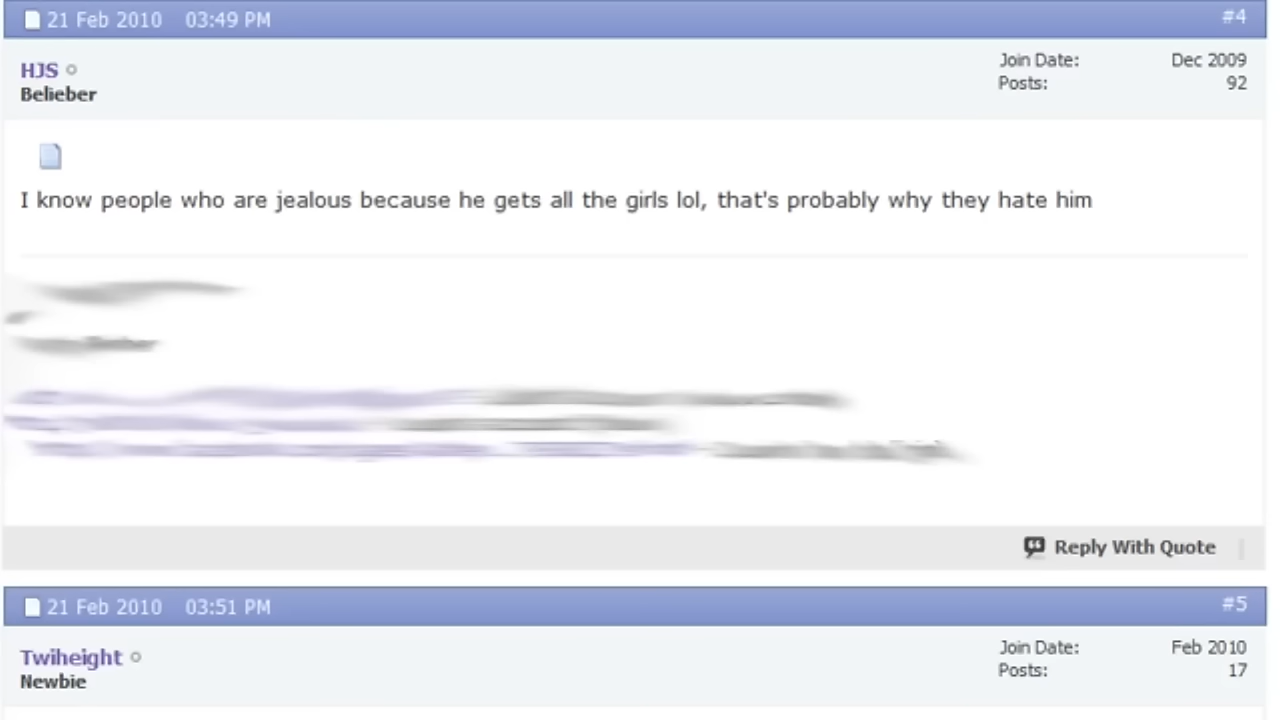 21 Feb 2010 03:49 PM #4
HJS Join Date: Dec 2009
Belieber Posts: 92
I know people who are jealous because he gets all the girls lol, that's probably why they hate him
Reply With Quote
21 Feb 2010 03:51 PM #5
Twiheight Join Date: Feb 2010
Newbie Posts: 17